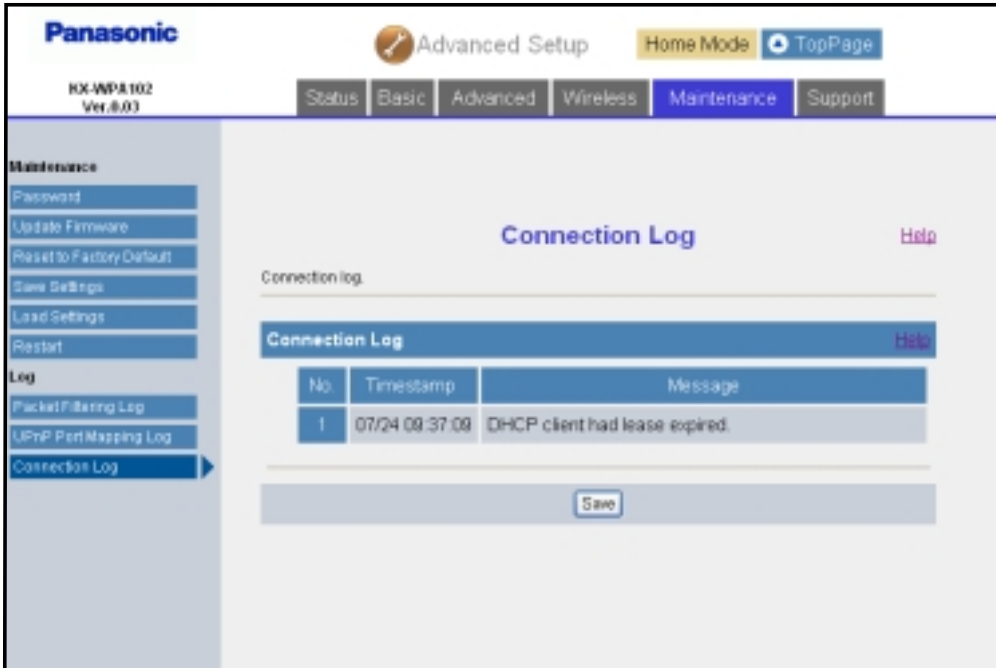 Panasonic
Advanced Setup
Home Mode
TopPage
KX-WPA102
Ver.0.03
Status
Basic
Advanced
Wireless
Maintenance
Support
Maintenance
Password
Update Firmware
Reset to Factory Default
Save Settings
Load Settings
Restart
Log
Packet Filtering Log
UPnP Port Mapping Log
Connection Log
Connection Log
Help
Connection log.
Connection Log
Help
No. Timestamp Message
1 07/24 09:37:09 DHCP client had lease expired.
Save